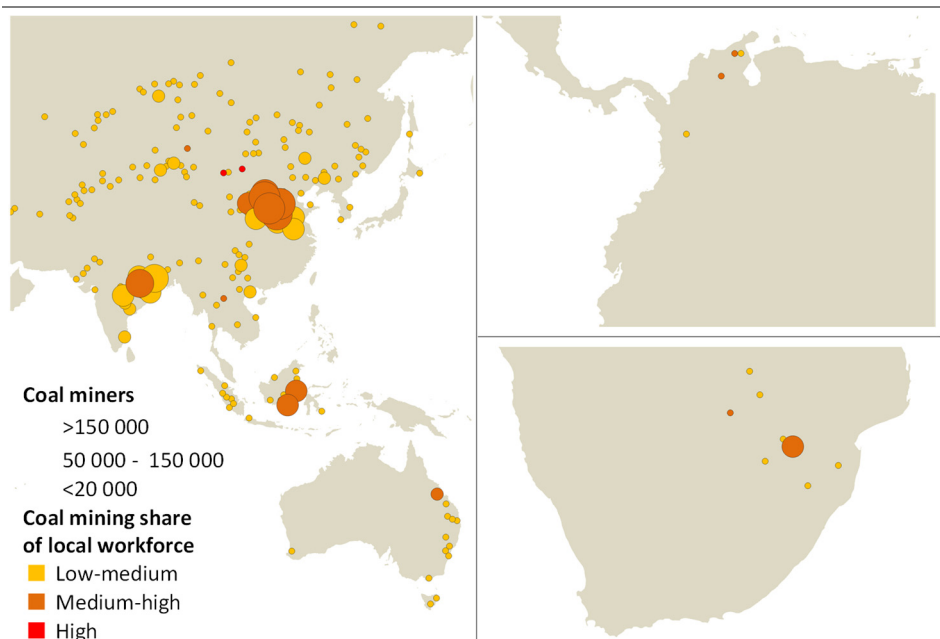 Coal miners
>150 000
50 000 - 150 000
<20 000
Coal mining share
of local workforce
Low-medium
Medium-high
High